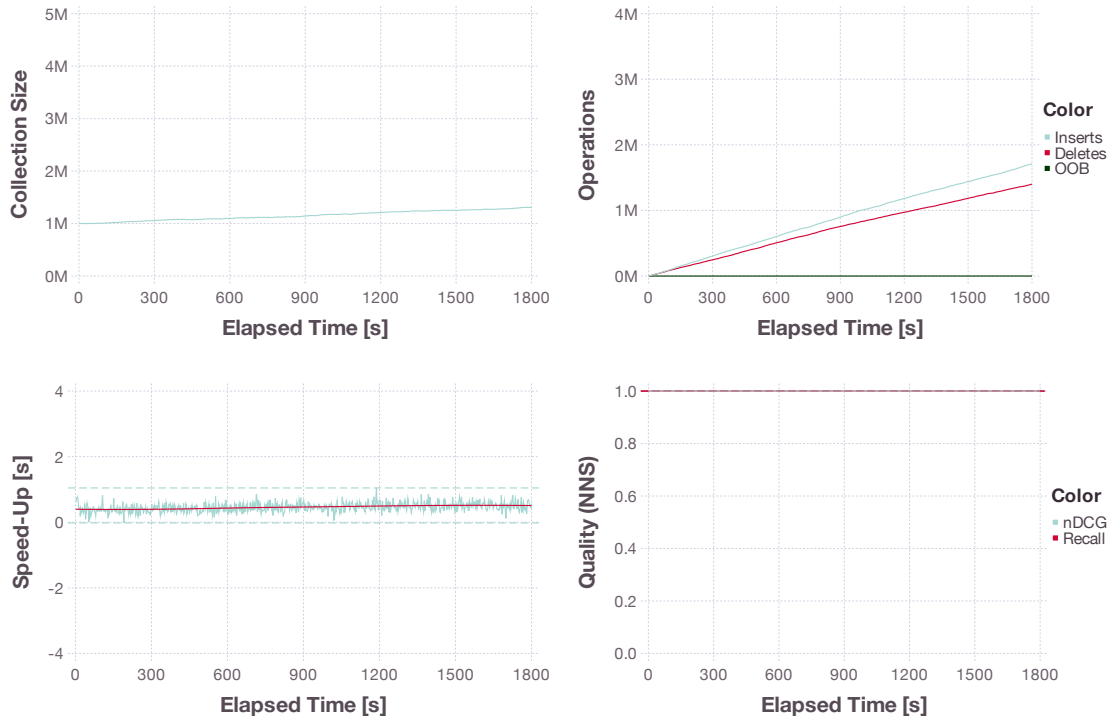 Collection Size
5M
4M
3M
2M
1M
0M
0 300 600 900 1200 1500 1800
Elapsed Time [s]
Operations
4M
3M
2M
1M
0M
0 300 600 900 1200 1500 1800
Elapsed Time [s]
Color
Inserts
Deletes
OOB
Speed-Up [s]
4
2
0
-2
-4
0 300 600 900 1200 1500 1800
Elapsed Time [s]
Quality (NNS)
1.0
0.8
0.6
0.4
0.2
0.0
0 300 600 900 1200 1500 1800
Elapsed Time [s]
Color
nDCG
Recall